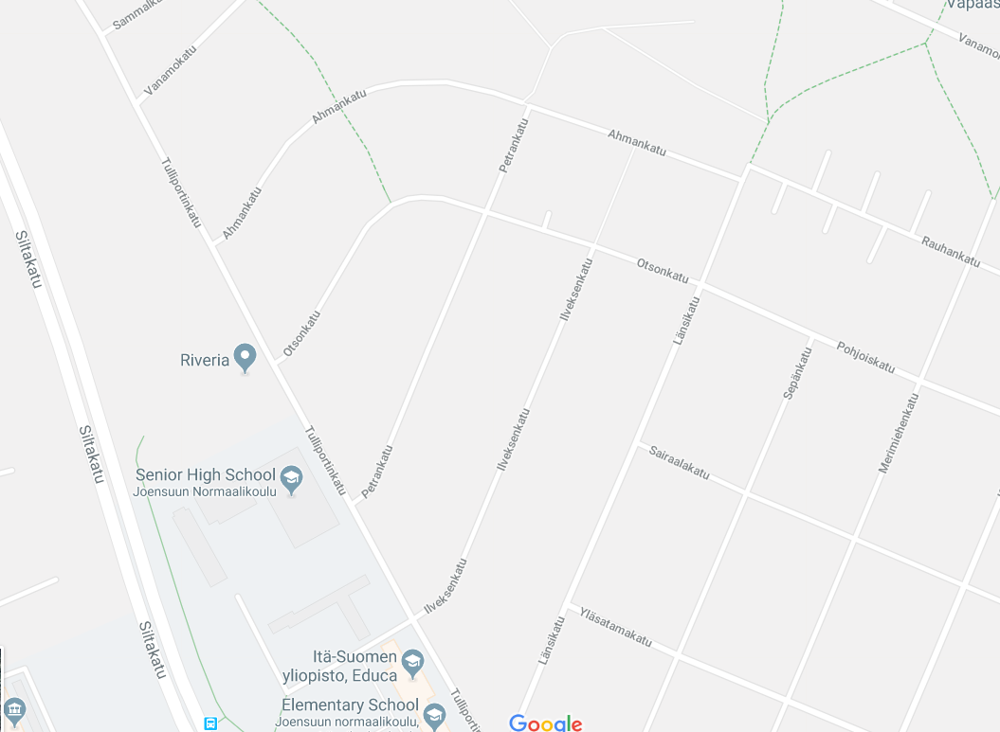 Sammalka
Vapaas
Vanamokatu
Vanamo
Ahmankatu
Petrankatu
Ahmankatu
Tulliportinkatu
Ahmankatu
Siltakatu
Rauhankatu
Otsonkatu
Ilveksenkatu
Länsikatu
Otsonkatu
Riveria
Pohjoiskatu
Sepänkatu
Siltakatu
Tulliportinkatu
Petrankatu
Ilveksenkatu
Merimiehenkatu
Sairaalakatu
Senior High School
Joensuun Normaalikoulu
Ilveksenkatu
Siltakatu
Länsikatu
Yläsatamakatu
Itä-Suomen
yliopisto, Educa
Tulliportin
Elementary School
Joensuun normaalikoulu,
Google